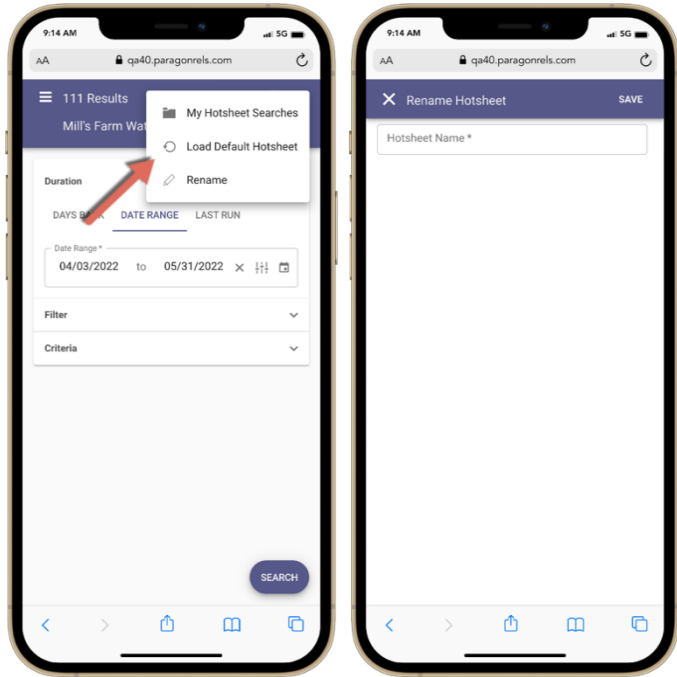 9:14 AM
5G
AA
qa40.paragonrels.com
111 Results
Mill's Farm Wat
My Hotsheet Searches
Load Default Hotsheet
Rename
Duration
DAYS B K
DATE RANGE
LAST RUN
Date Range *
04/03/2022 to 05/31/2022
Filter
Criteria
SEARCH
9:14 AM
5G
AA
qa40.paragonrels.com
Rename Hotsheet
SAVE
Hotsheet Name *